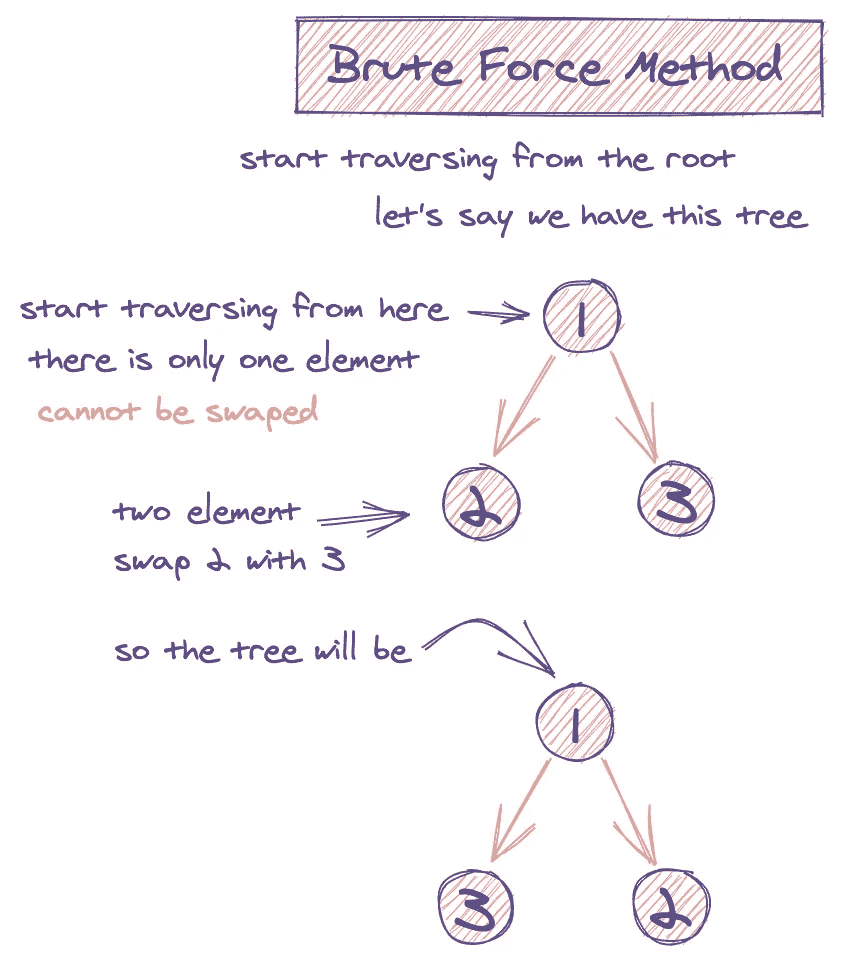 Brute Force Method
start traversing from the root
let's say we have this tree
start traversing from here
1
there is only one element
cannot be swaped
two element
2
3
swap 2 with 3
so the tree will be
1
3
2